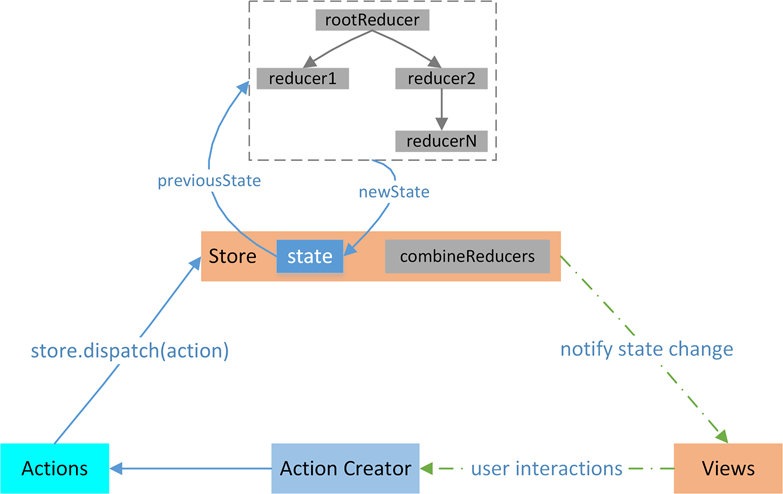 rootReducer
reducer1
reducer2
reducerN
previousState
newState
Store
state
combineReducers
store.dispatch(action)
notify state change
Actions
Action Creator
user interactions
Views